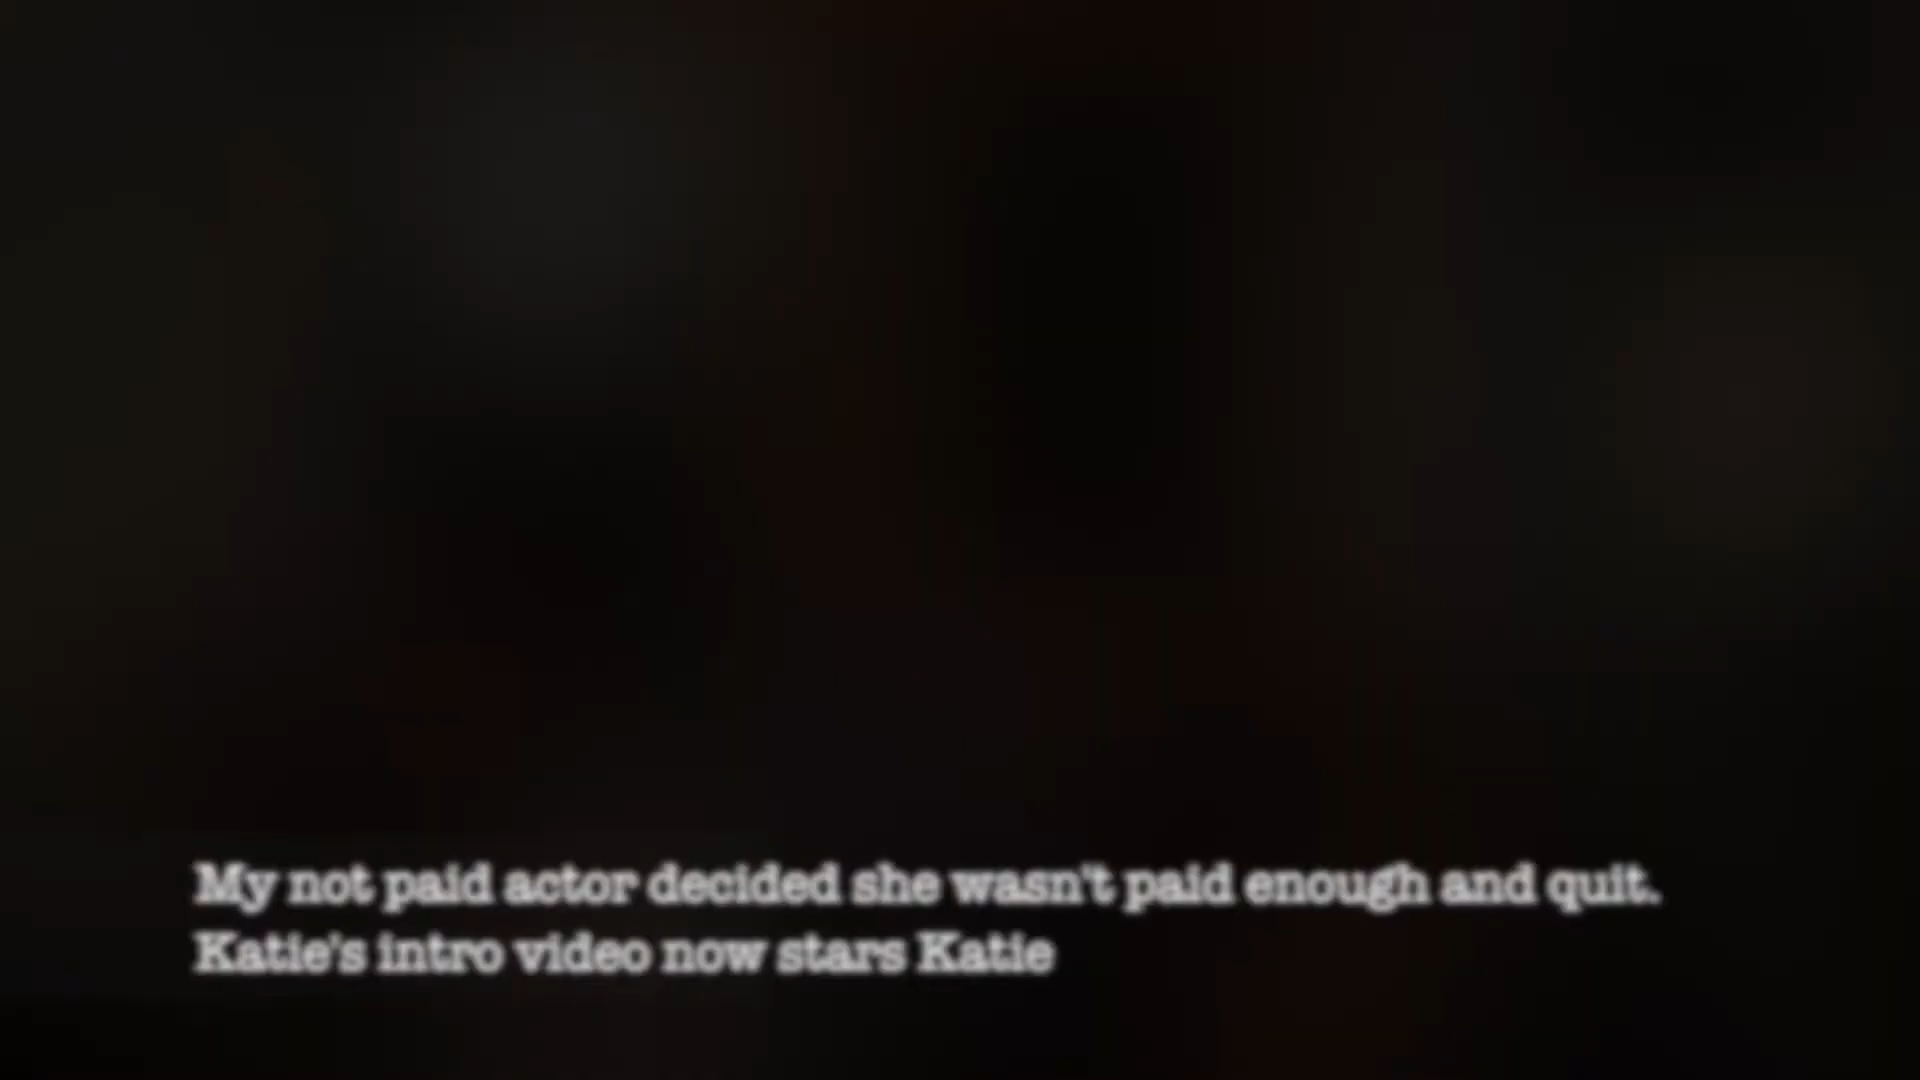 My not paid actor decided she wasn't paid enough and quit.
Katie's intro video now stars Katie